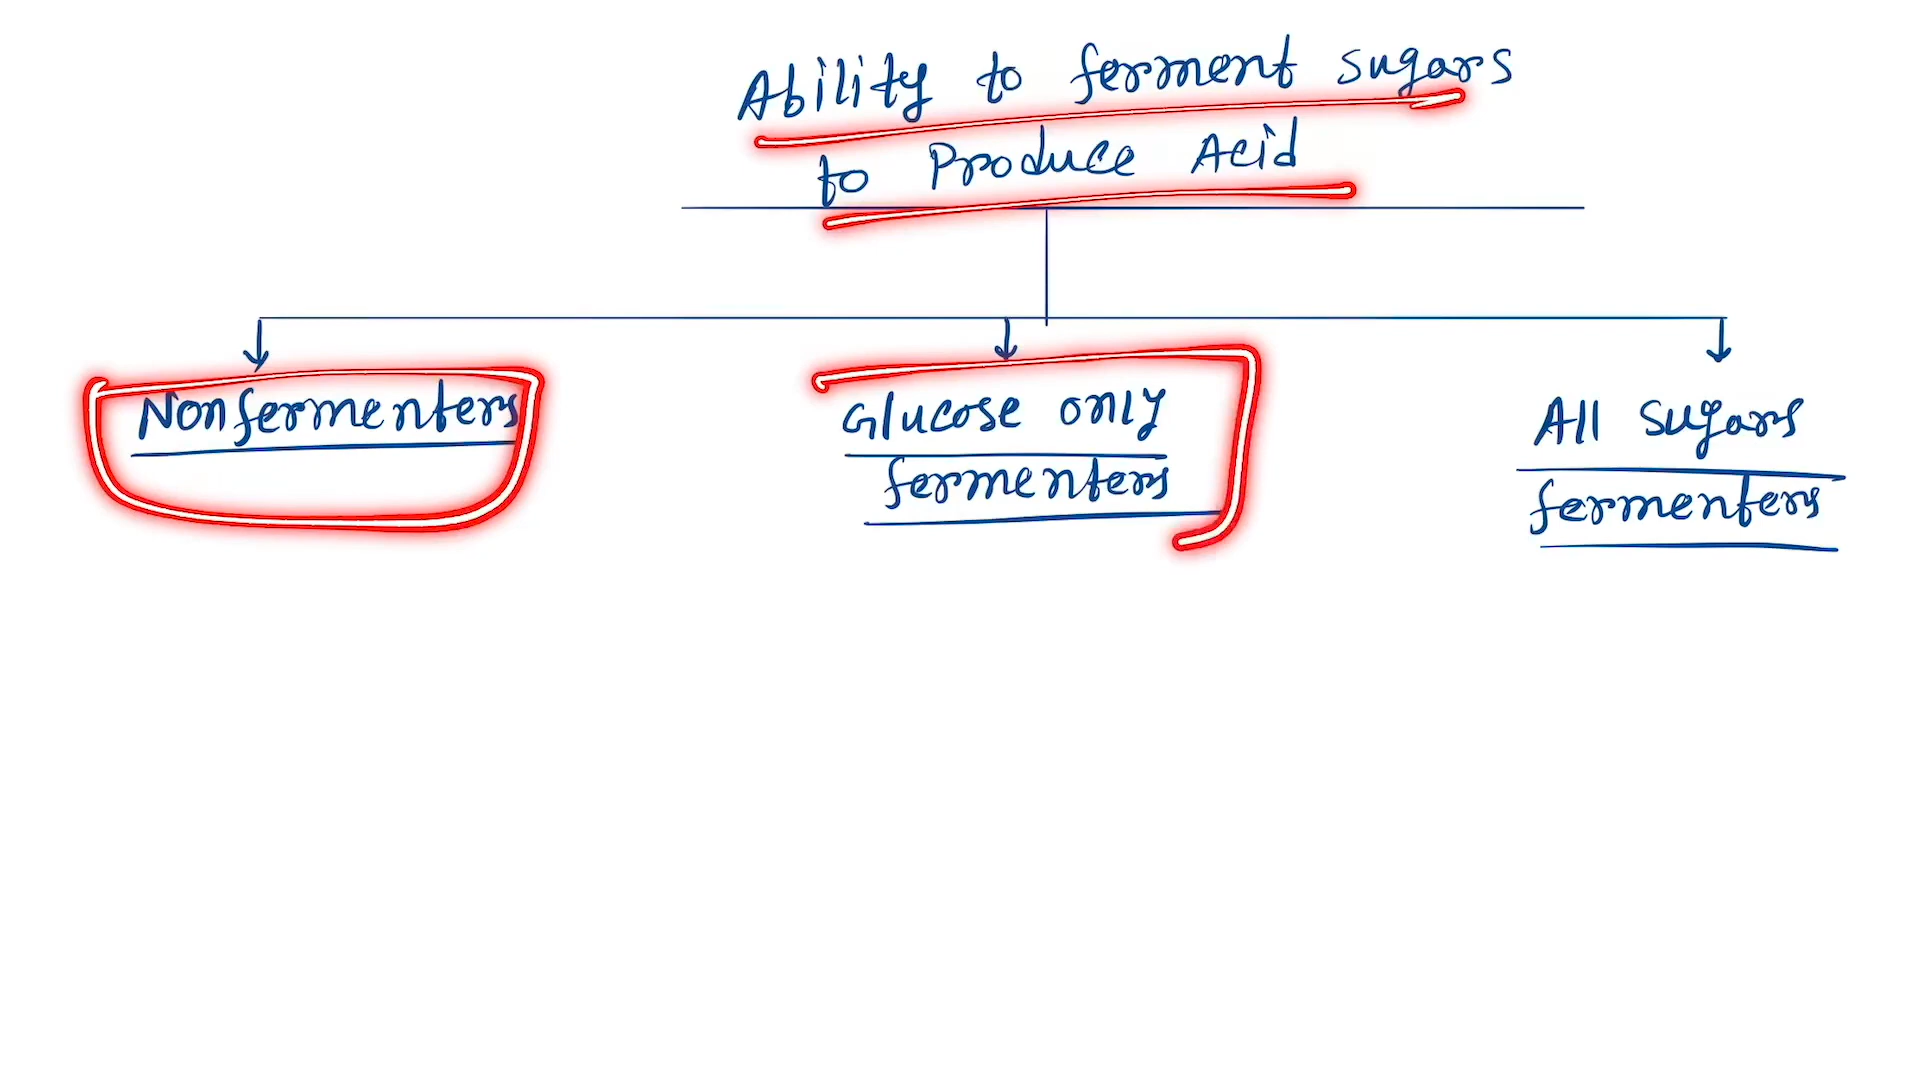 Ability to ferment sugars
to Produce Acid
Nonfermenters
Glucose only
fermenters
All sugars
fermenters